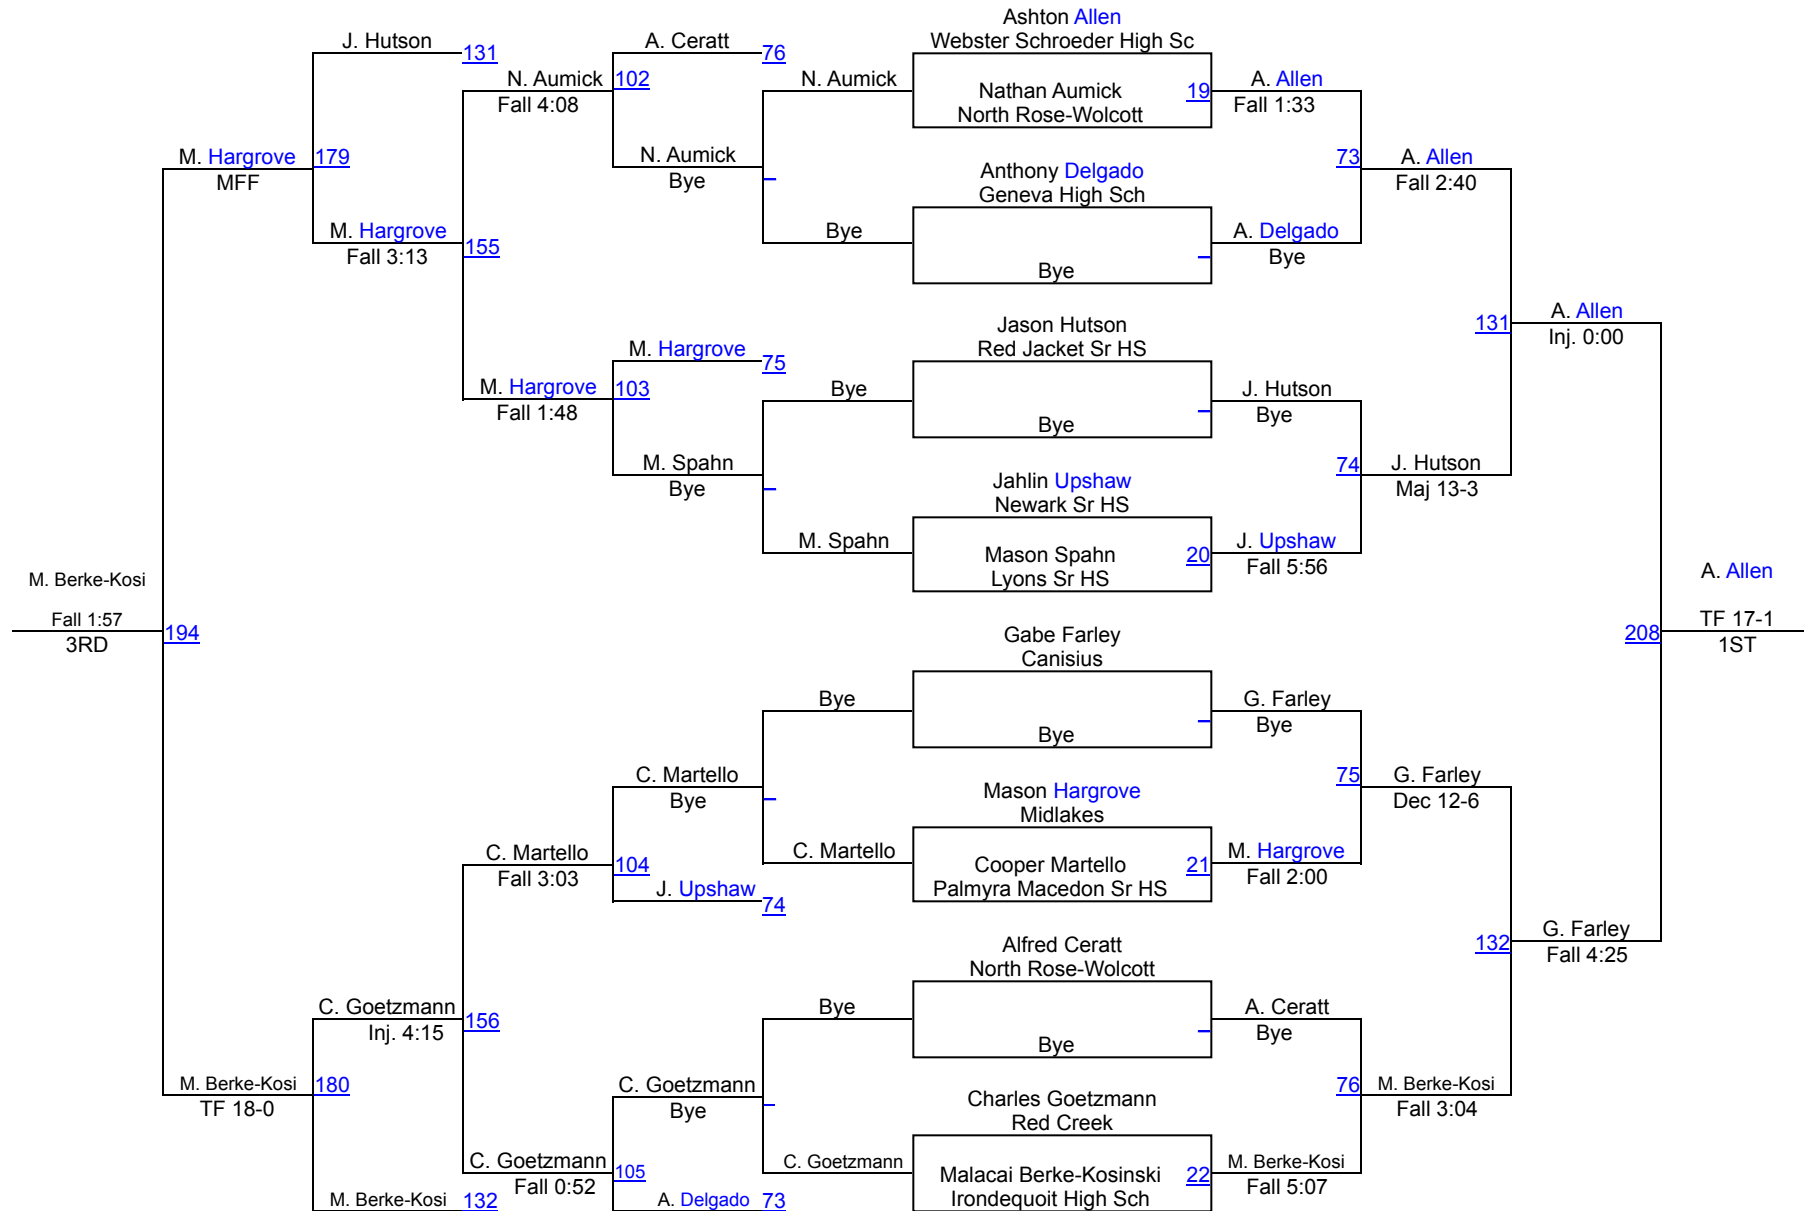 Ashton Allen
J. Hutson
131
A. Ceratt
76
Webster Schroeder High Sc
N. Aumick
102
N. Aumick
Nathan Aumick
19
A. Allen
Fall 4:08
North Rose-Wolcott
Fall 1:33
M. Hargrove
179
N. Aumick
73
A. Allen
MFF
Bye
Anthony Delgado
Fall 2:40
Geneva High Sch
M. Hargrove
155
Bye
A. Delgado
Fall 3:13
Bye
Bye
A. Allen
131
Inj. 0:00
Jason Hutson
M. Hargrove
75
Red Jacket Sr HS
M. Hargrove
103
Bye
J. Hutson
Fall 1:48
Bye
Bye
M. Spahn
74
J. Hutson
Bye
Jahlin Upshaw
Maj 13-3
Newark Sr HS
M. Spahn
Mason Spahn
20
J. Upshaw
Lyons Sr HS
Fall 5:56
M. Berke-Kosi
A. Allen
Fall 1:57
194
TF 17-1
3RD
208
1ST
Gabe Farley
Canisius
Bye
G. Farley
Bye
Bye
C. Martello
75
G. Farley
Bye
Mason Hargrove
Dec 12-6
Midlakes
C. Martello
104
C. Martello
Cooper Martello
21
M. Hargrove
Fall 3:03
Palmyra Macedon Sr HS
Fall 2:00
J. Upshaw
74
G. Farley
132
Fall 4:25
Alfred Ceratt
North Rose-Wolcott
C. Goetzmann
156
Bye
A. Ceratt
Inj. 4:15
Bye
Bye
M. Berke-Kosi
180
C. Goetzmann
76
M. Berke-Kosi
TF 18-0
Bye
Charles Goetzmann
Fall 3:04
Red Creek
C. Goetzmann
105
C. Goetzmann
Malacai Berke-Kosinski
22
M. Berke-Kosi
Fall 0:52
Irondequoit High Sch
Fall 5:07
M. Berke-Kosi
132
A. Delgado
73